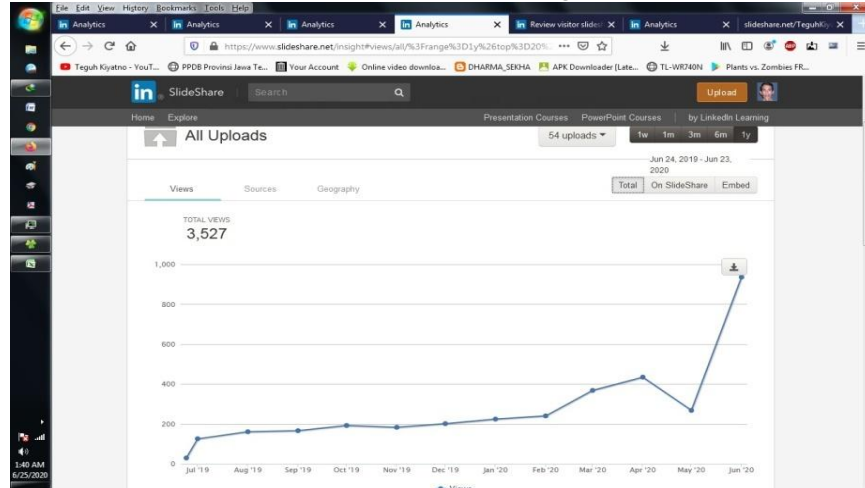 File Edit View History Bookmarks Tools Help
Analytics
Analytics
Analytics
Analytics
Review visitor slidesh
Analytics
slideshare.net/TeguhKiy
https://www.slideshare.net/insight#views/all/%3Frange%3D1y%26top%3D20%
Teguh Kiyatno - YouT...
PPDB Provinsi Jawa Te...
Your Account
Online video downloa...
DHARMA_SEKHA
APK Downloader [Late...
TL-WR740N
Plants vs. Zombies FR...
in SlideShare Search Upload
Home Explore Presentation Courses PowerPoint Courses by LinkedIn Learning
All Uploads 54 uploads 1w 1m 3m 6m 1y
Jun 24, 2019 - Jun 23,
2020
Views Sources Geography Total On SlideShare Embed
TOTAL VIEWS
3,527
1,000
800
600
400
200
0
Jul '19 Aug '19 Sep '19 Oct '19 Nov '19 Dec '19 Jan '20 Feb '20 Mar '20 Apr '20 May '20 Jun '20
Views
1:40 AM
6/25/2020